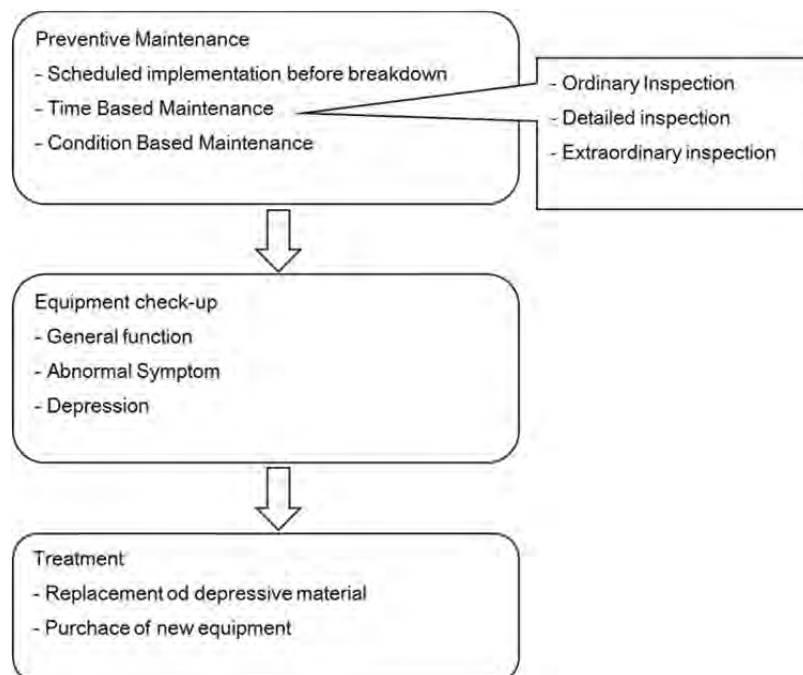 Preventive Maintenance
- Scheduled implementation before breakdown
- Time Based Maintenance
- Condition Based Maintenance
- Ordinary Inspection
- Detailed inspection
- Extraordinary inspection
Equipment check-up
- General function
- Abnormal Symptom
- Depression
Treatment
- Replacement od depressive material
- Purchace of new equipment